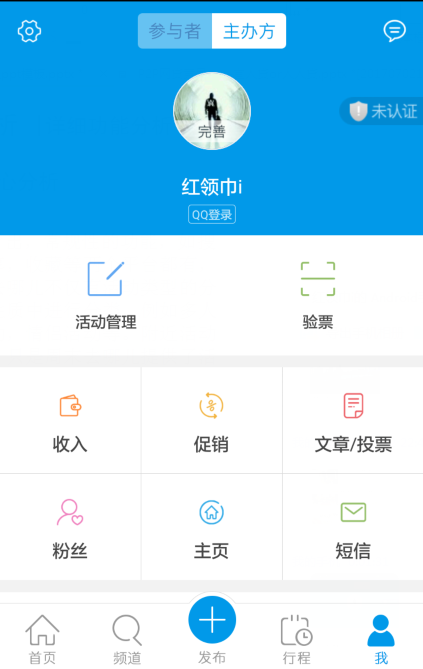 参与者 主办方
完善
未认证
红领巾i
QQ登录
活动管理 验票
收入 促销 文章/投票
粉丝 主页 短信
首页 频道 发布 行程 我